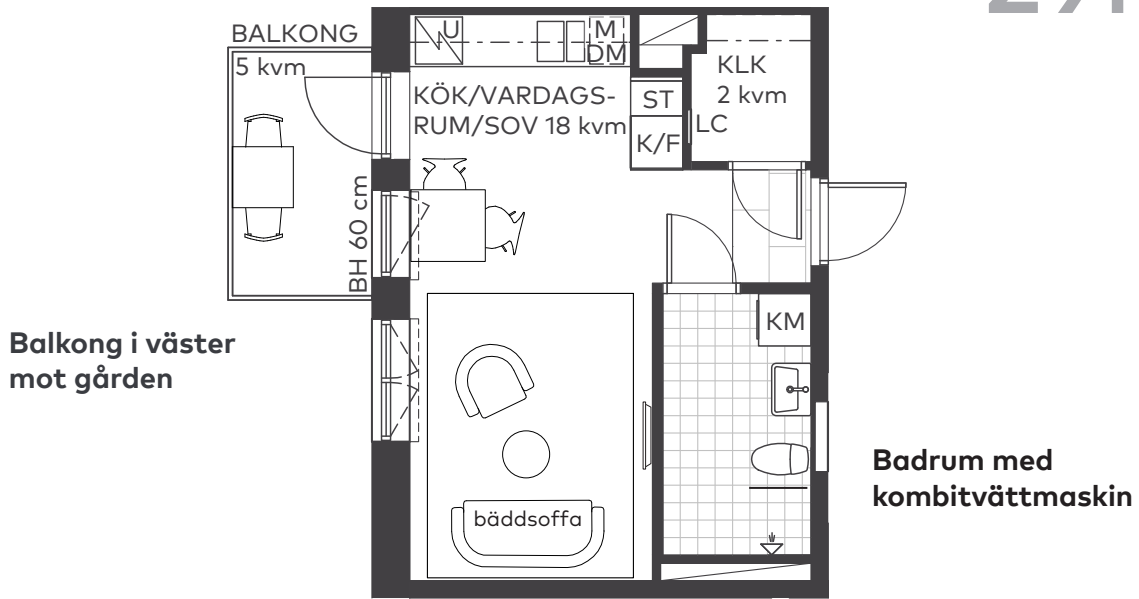 BALKONG
5 kvm
U
M
DM
KÖK/VARDAGS-
RUM/SOV 18 kvm
ST
K/F
KLK
2 kvm
LC
BH 60 cm
Balkong i väster
mot gården
KM
bäddsoffa
Badrum med
kombitvättmaskin